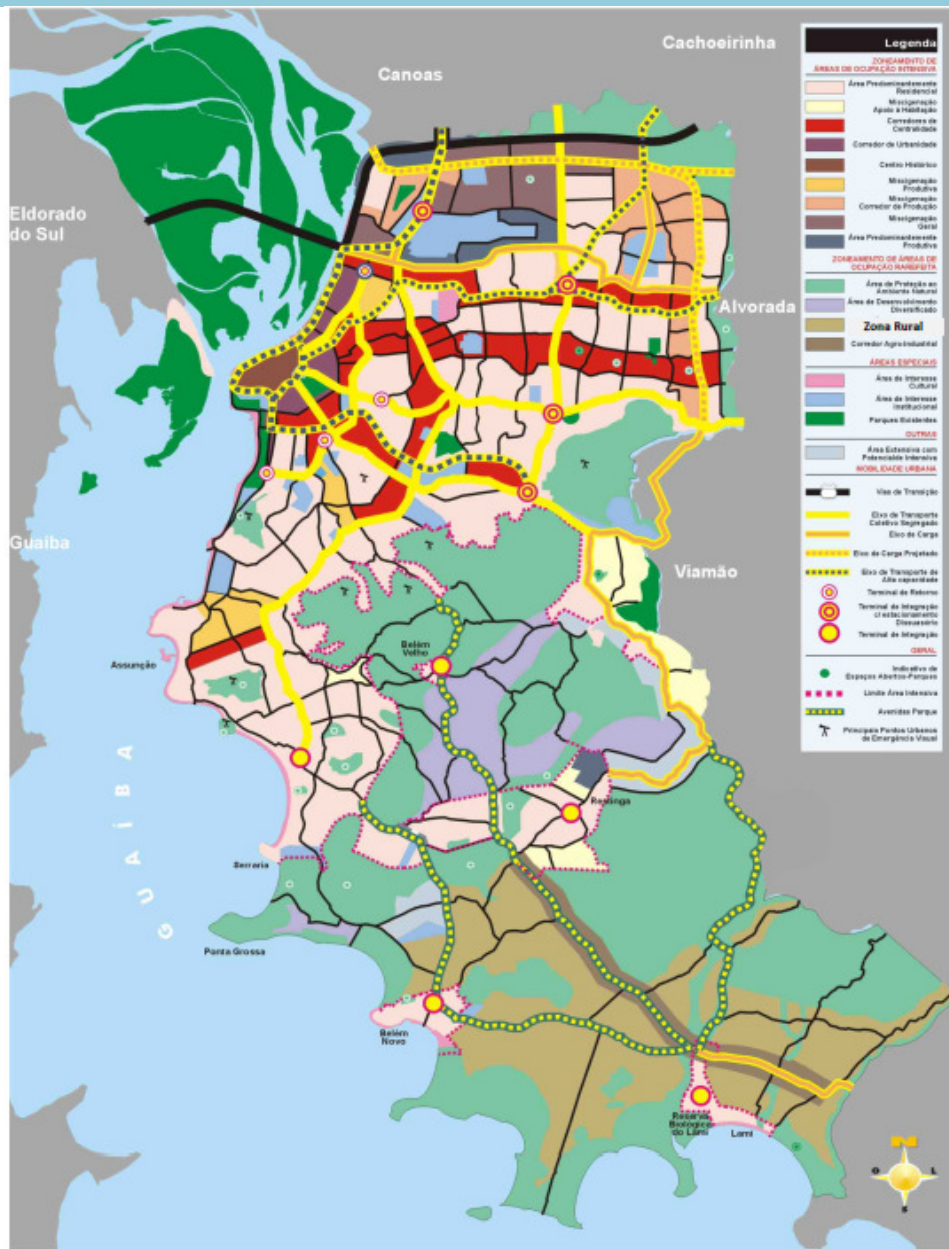 Cachoeirinha
Canoas
Eldorado
do Sul
Alvorada
Guaíba
Viamão
Belém
Velho
Assunção
GUAÍBA
Restinga
Serraria
Ponta Grossa
Belém
Novo
Reserva
Biológica
do Lami
Lami
N
O
L
S
Legenda
ZONEAMENTO DE
ÁREAS DE OCUPAÇÃO INTENSIVA
Área Predominantemente
Residencial
Miscigenação
Apoio à Habitação
Corredores de
Centralidade
Corredor de Urbanidade
Centro Histórico
Miscigenação
Produtiva
Miscigenação
Corredor de Produção
Miscigenação
Geral
Área Predominantemente
Produtiva
ZONEAMENTO DE ÁREAS DE
OCUPAÇÃO RAREFEITA
Área de Proteção ao
Ambiente Natural
Área de Desenvolvimento
Diversificado
Zona Rural
Corredor Agro-Industrial
ÁREAS ESPECIAIS
Área de Interesse
Cultural
Área de Interesse
Institucional
Parques Existentes
OUTRAS
Área Extensiva com
Potencialde Intensiva
MOBILIDADE URBANA
Vias de Transição
Eixo de Transporte
Coletivo Segregado
Eixo de Carga
Eixo de Carga Projetado
Eixo de Transporte de
Alta capacidade
Terminal de Retorno
Terminal de Integração
c/ estacionamento
Dissuasório
Terminal de Integração
GERAL
Indicativo de
Espaços Abertos-Parques
Limite Área Intensiva
Avenidas Parque
Principais Pontos Urbanos
de Emergência Visual